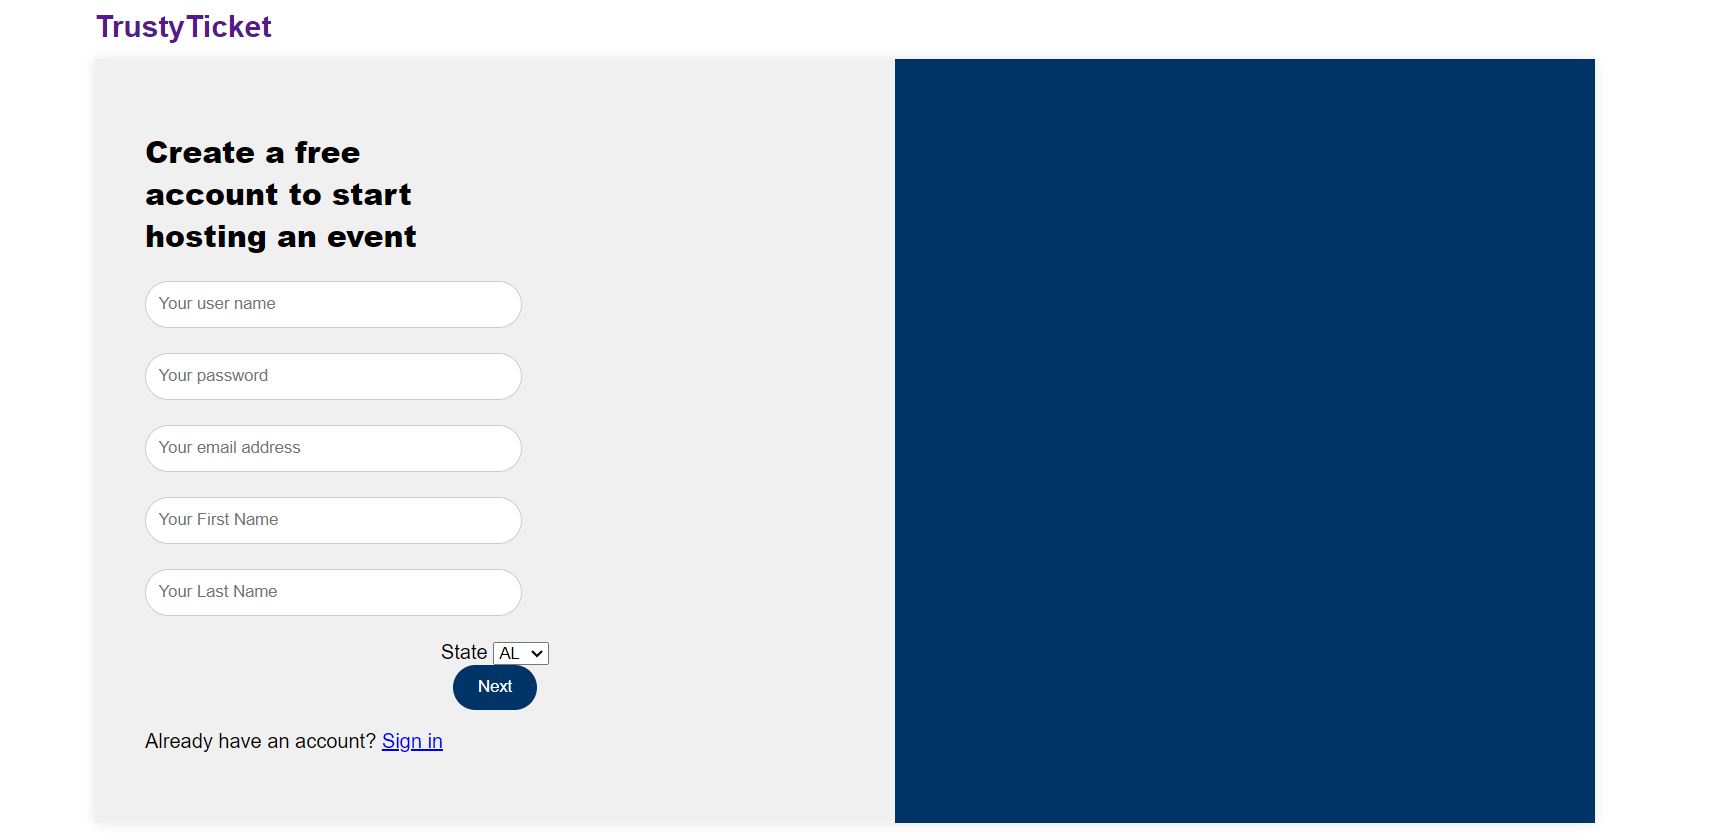 TrustyTicket
Create a free
account to start
hosting an event
Your user name
Your password
Your email address
Your First Name
Your Last Name
State AL
Next
Already have an account? Sign in